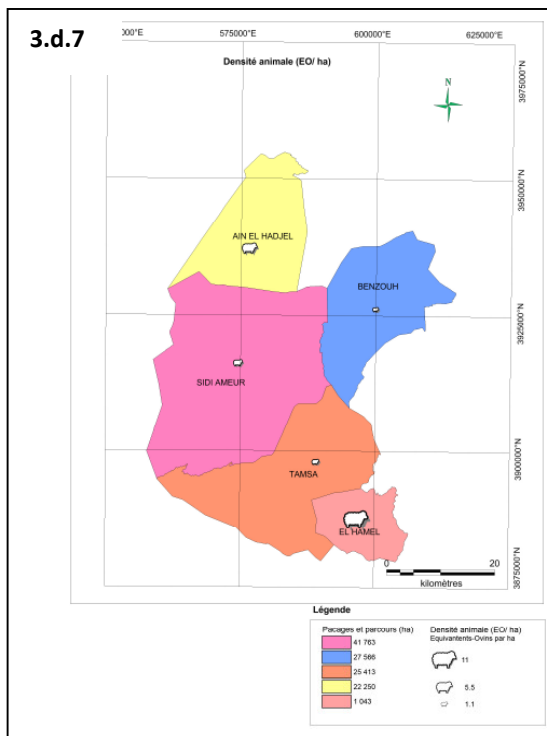 3.d.7
00000°E 575000°E 600000°E 625000°E
Densité animale (EO/ ha)
N
3975000°N
3950000°N
AIN EL HADJEL
BENZOUH
3925000°N
SIDI AMEUR
3900000°N
TAMSA
EL HAMEL
0 20
kilomètres
3875000°N
Légende
Pacages et parcours (ha)
41 763
27 566
25 413
22 250
1 043
Densité animale (EO/ ha)
Equivantents-Ovins par ha
11
5.5
1.1